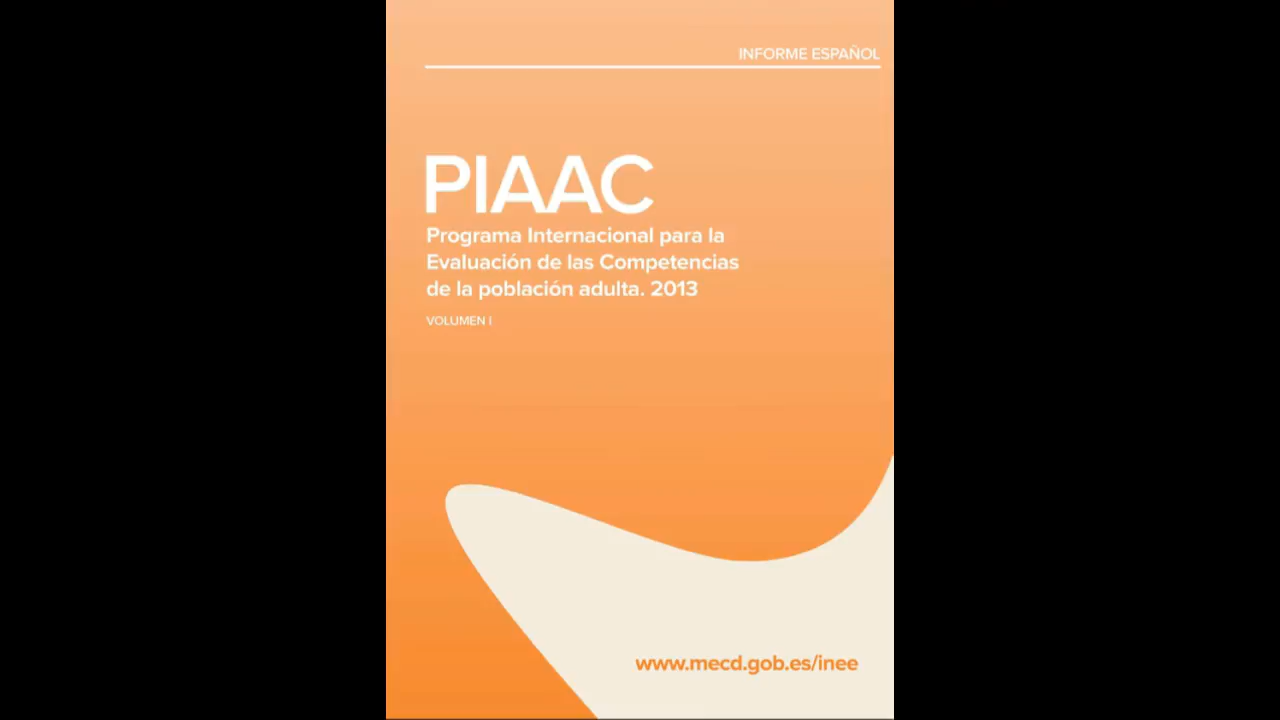 INFORME ESPAÑOL
PIAAC
Programa Internacional para la
Evaluación de las Competencias
de la población adulta. 2013
VOLUMEN I
www.mecd.gob.es/inee